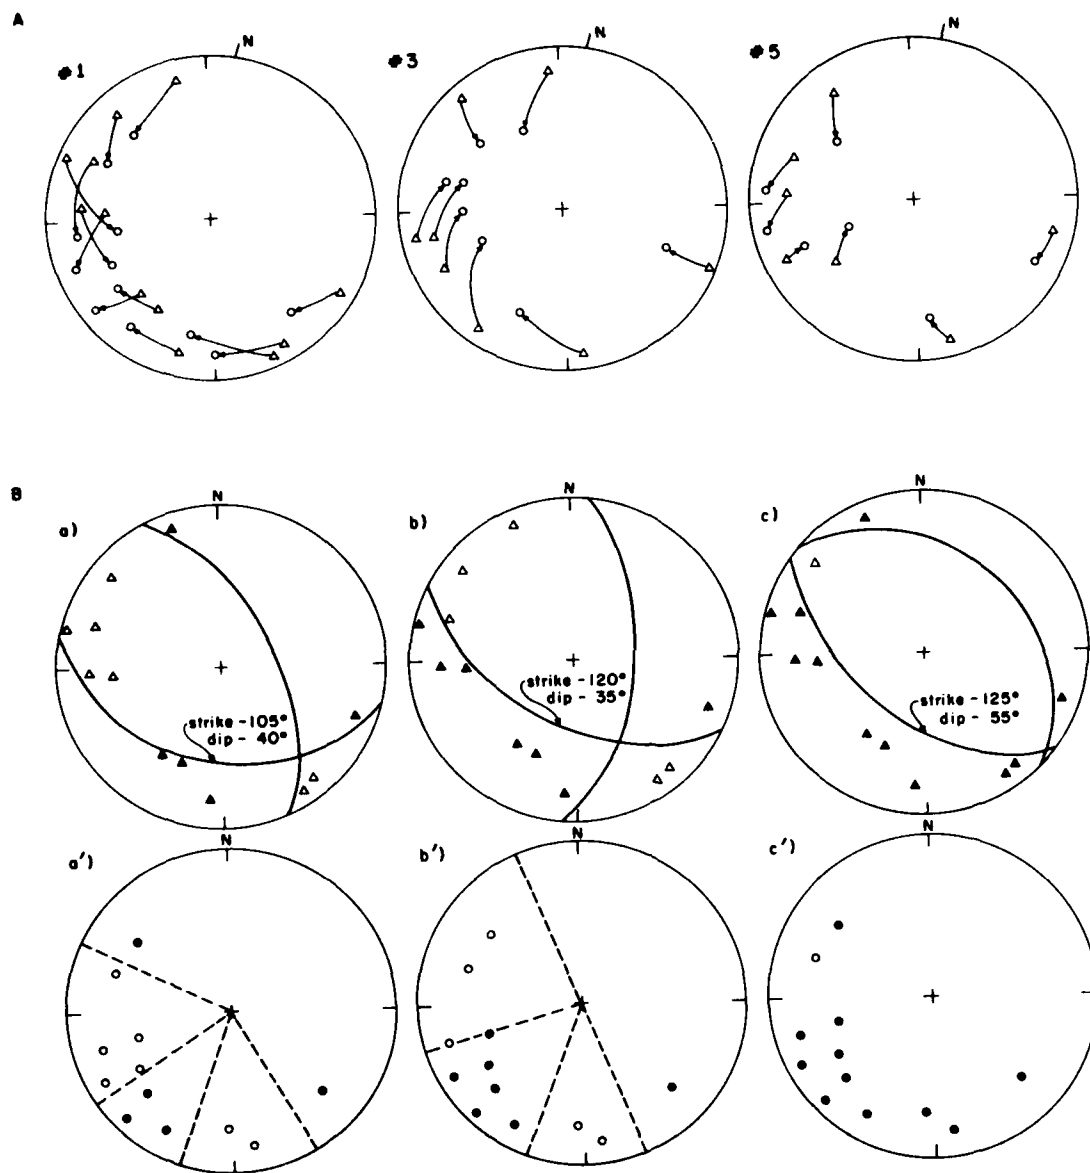 A
#1
N
#3
N
#5
N
B
a)
N
strike -105°
dip - 40°
b)
N
strike -120°
dip - 35°
c)
N
strike -125°
dip - 55°
a')
N
b')
N
c')
N